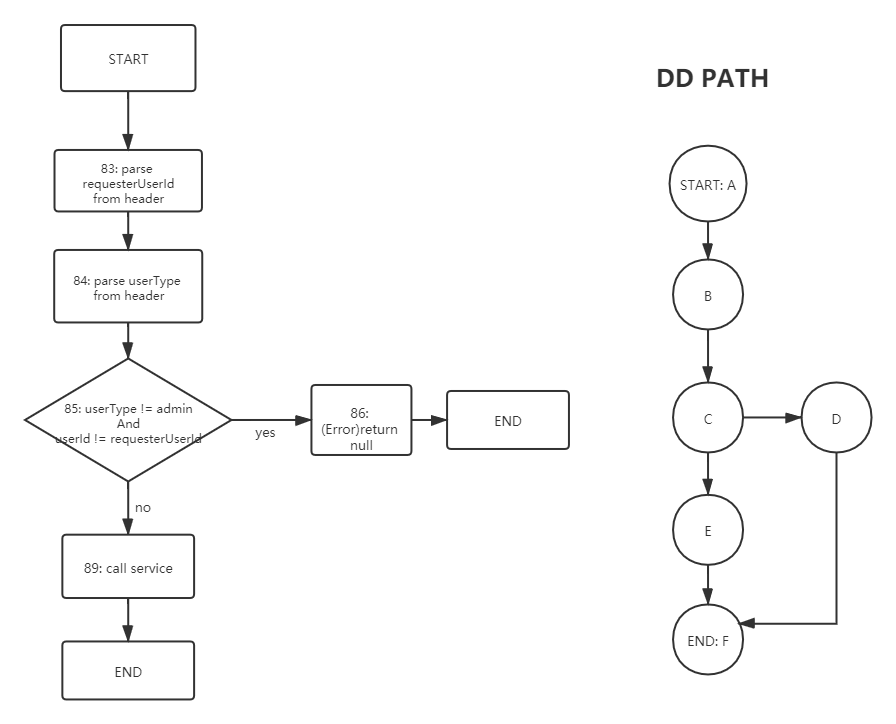 START
83: parse
requesterUserId
from header
84: parse userType
from header
85: userType != admin
And
userId != requesterUserId
yes
86:
(Error)return
null
END
no
89: call service
END
DD PATH
START: A
B
C
D
E
END: F